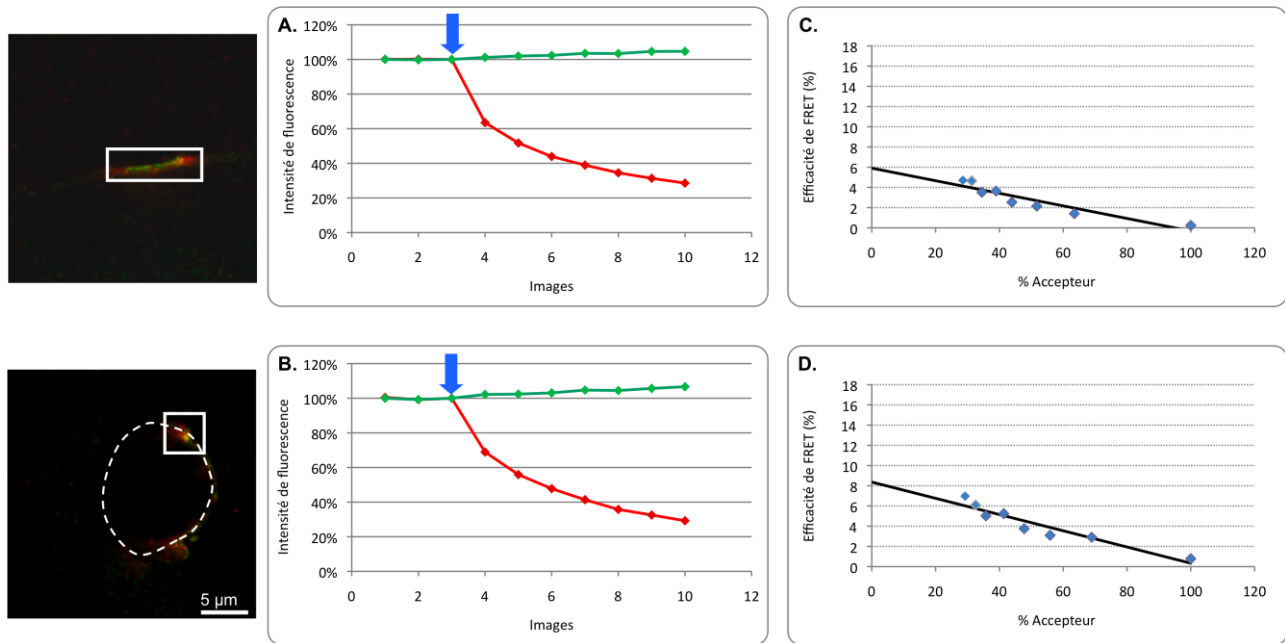 A.
120%
100%
80%
60%
40%
20%
0%
Intensité de fluorescence
0 2 4 6 8 10 12
Images
C.
18
16
14
12
10
8
6
4
2
0
Efficacité de FRET (%)
0 20 40 60 80 100 120
% Accepteur
5 µm
B.
120%
100%
80%
60%
40%
20%
0%
Intensité de fluorescence
0 2 4 6 8 10 12
Images
D.
18
16
14
12
10
8
6
4
2
0
Efficacité de FRET (%)
0 20 40 60 80 100 120
% Accepteur